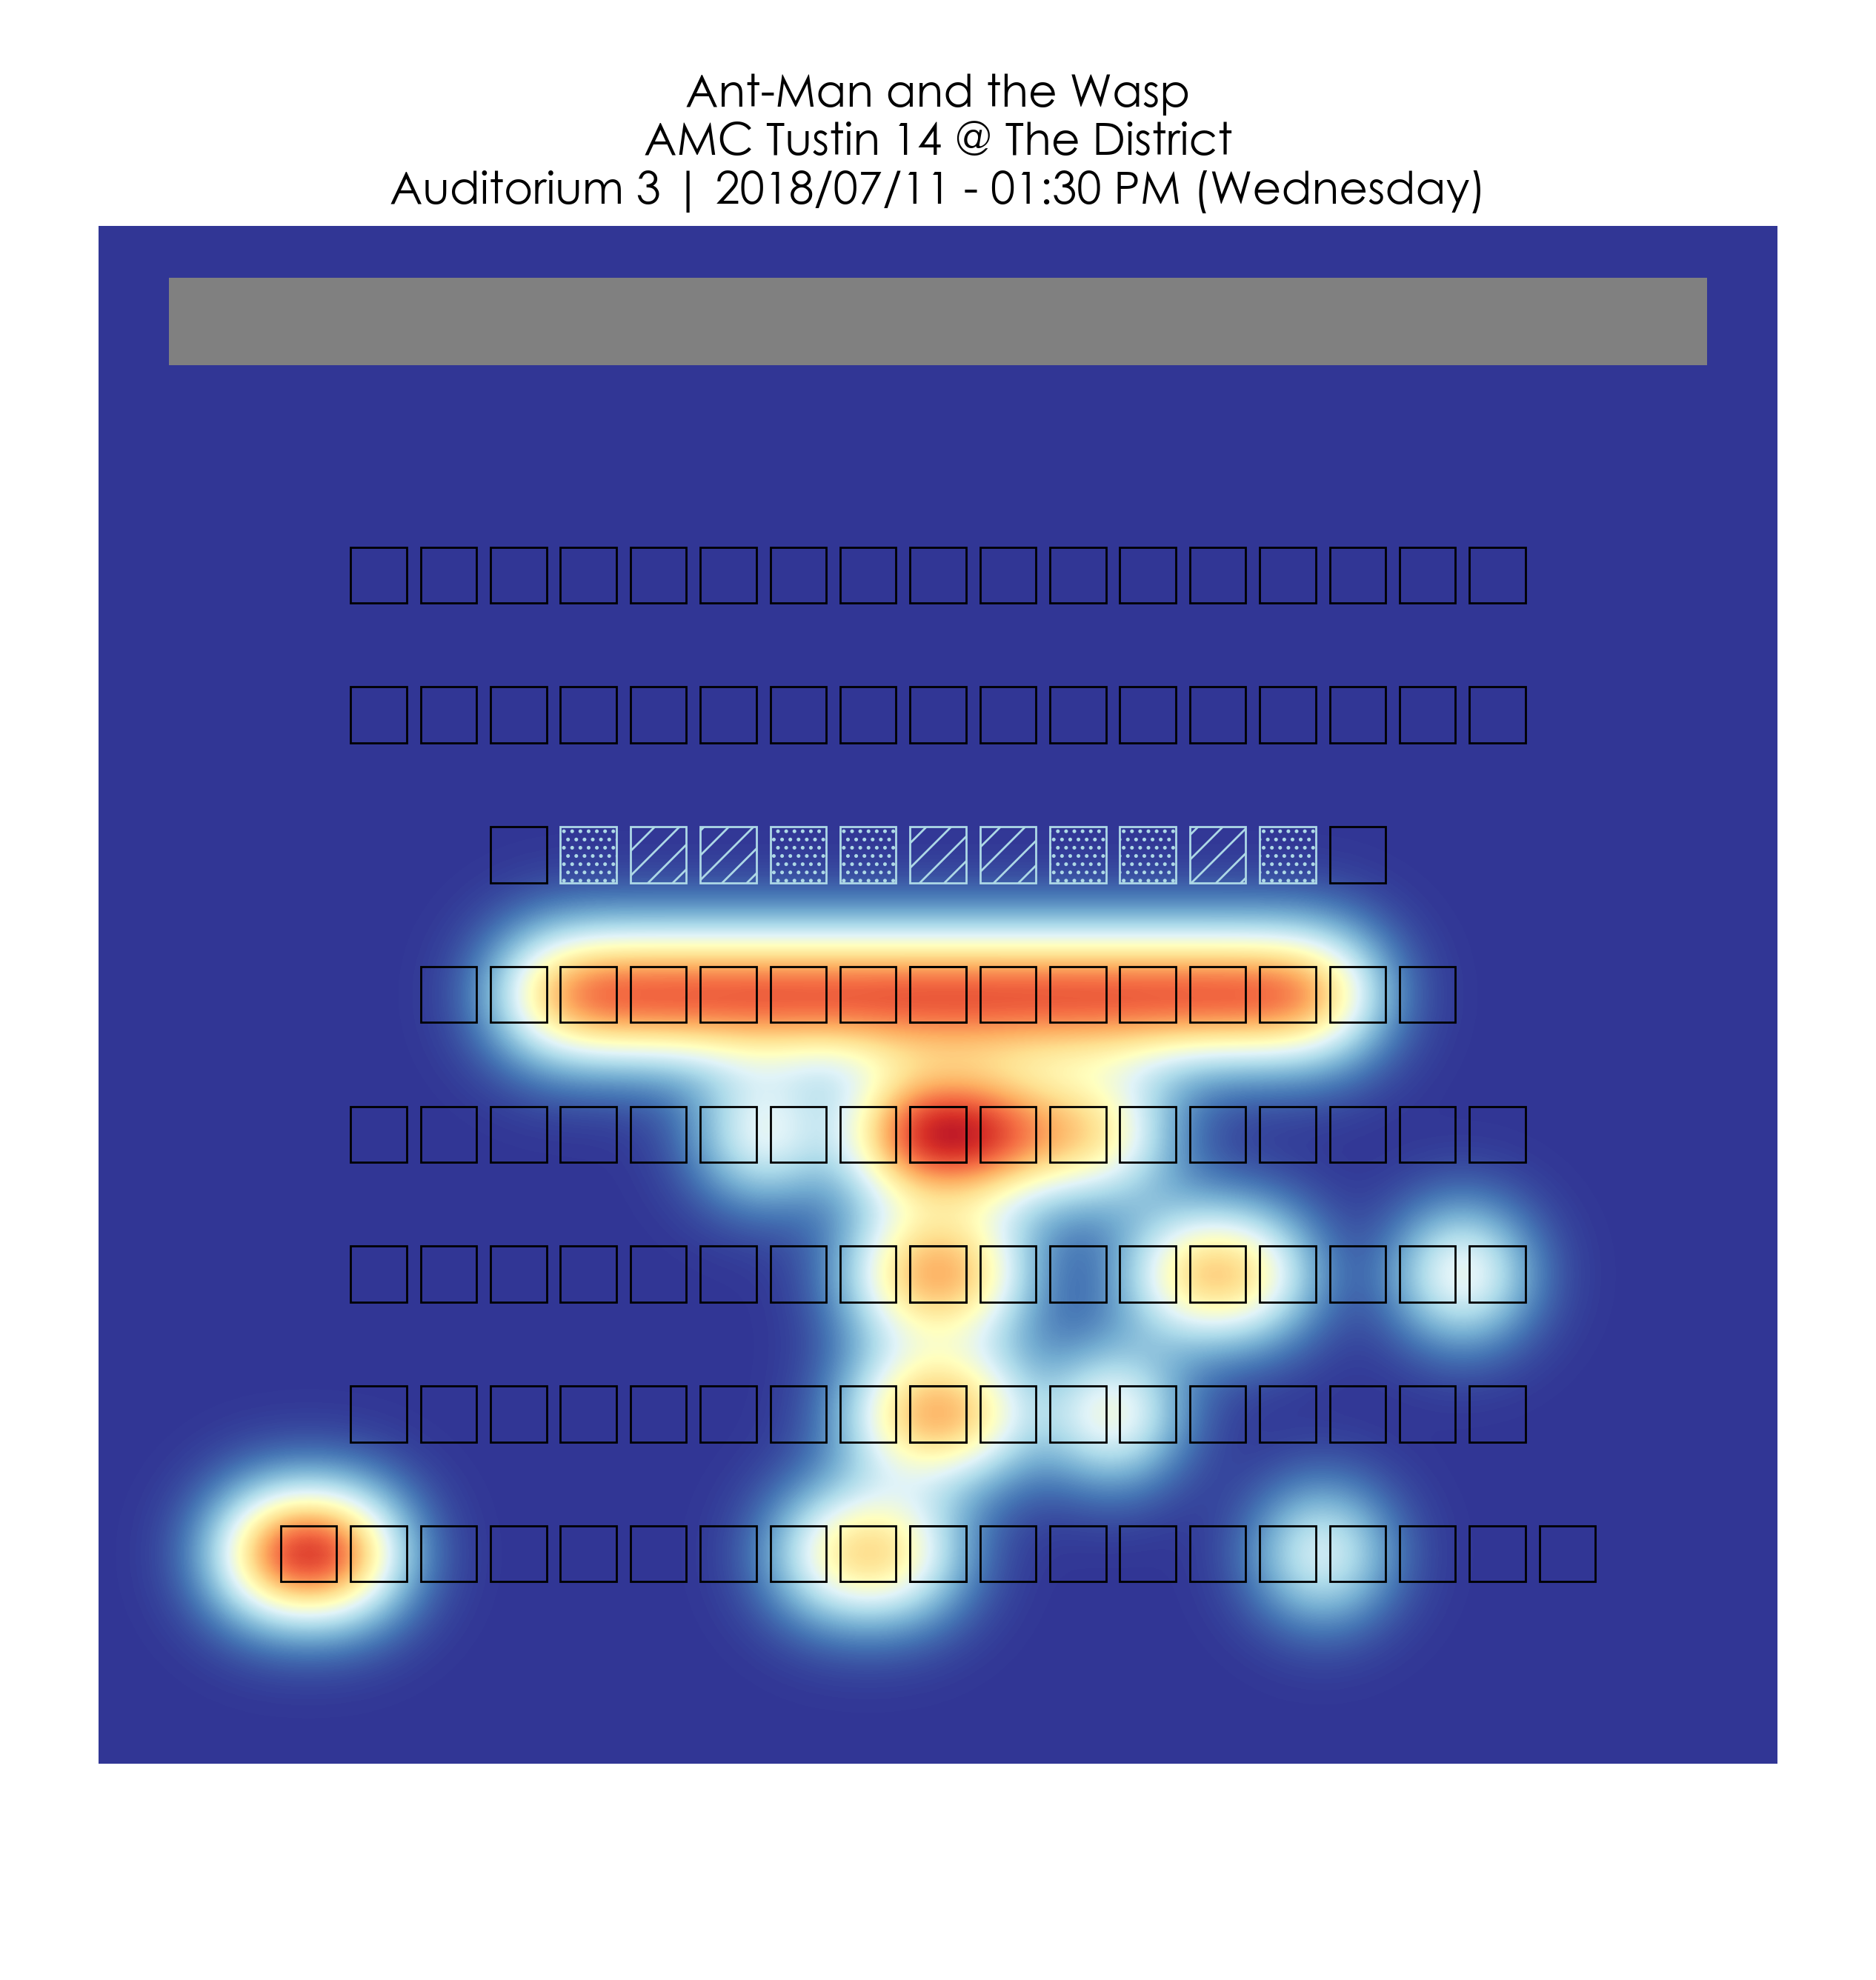 Ant-Man and the Wasp
AMC Tustin 14 @ The District
Auditorium 3 | 2018/07/11 - 01:30 PM (Wednesday)